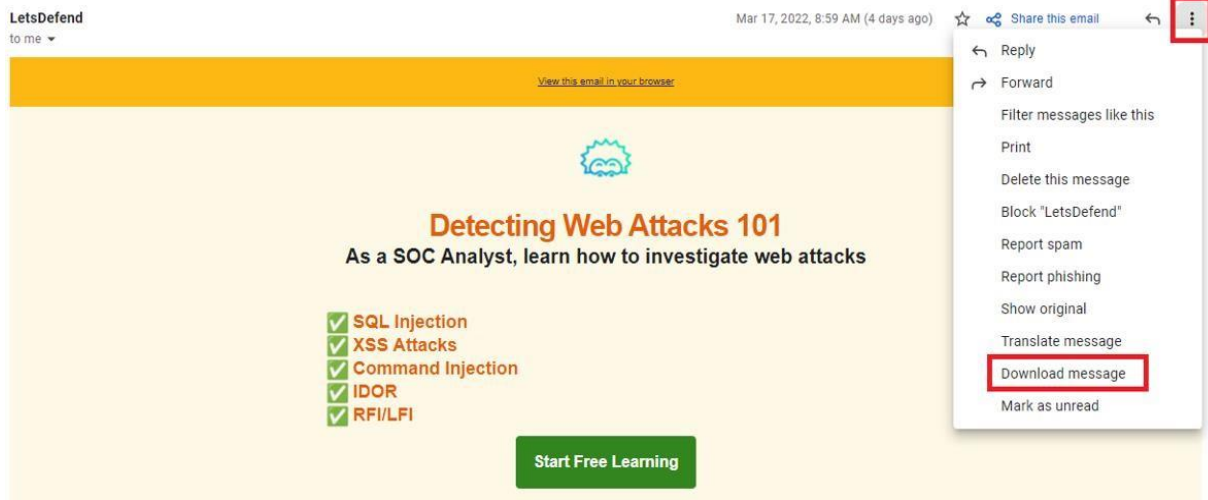 LetsDefend
Mar 17, 2022, 8:59 AM (4 days ago)
Share this email
to me
View this email in your browser
Detecting Web Attacks 101
As a SOC Analyst, learn how to investigate web attacks
SQL Injection
XSS Attacks
Command Injection
IDOR
RFI/LFI
Start Free Learning
Reply
Forward
Filter messages like this
Print
Delete this message
Block "LetsDefend"
Report spam
Report phishing
Show original
Translate message
Download message
Mark as unread